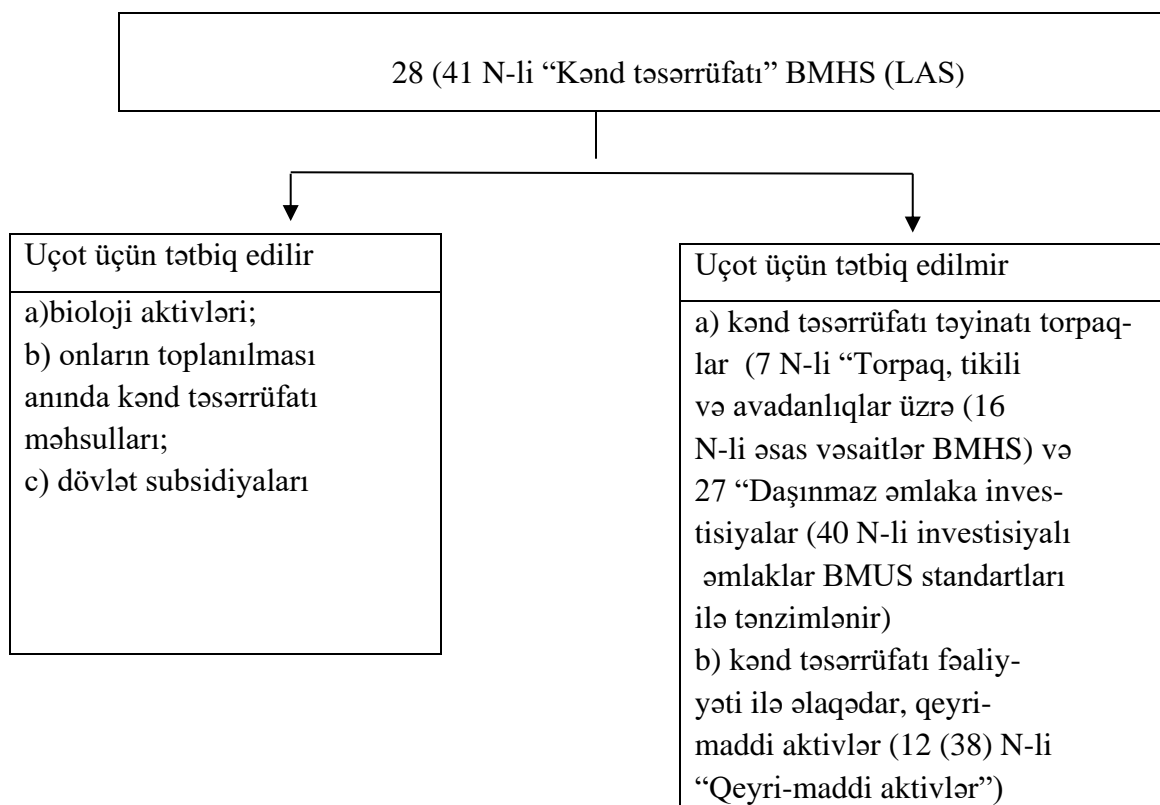 28 (41 N-li “Kənd təsərrüfatı” BMHS (LAS)
Uçot üçün tətbiq edilir
a)bioloji aktivləri;
b) onların toplanılması
anında kənd təsərrüfatı
məhsulları;
c) dövlət subsidiyaları
Uçot üçün tətbiq edilmir
a) kənd təsərrüfatı təyinatı torpaq-
lar (7 N-li “Torpaq, tikili
və avadanlıqlar üzrə (16
N-li əsas vəsaitlər BMHS) və
27 “Daşınmaz əmlaka inves-
tisiyalar (40 N-li investisiyalı
əmlaklar BMUS standartları
ilə tənzimlənir)
b) kənd təsərrüfatı fəaliy-
yəti ilə əlaqədar, qeyri-
maddi aktivlər (12 (38) N-li
“Qeyri-maddi aktivlər”)